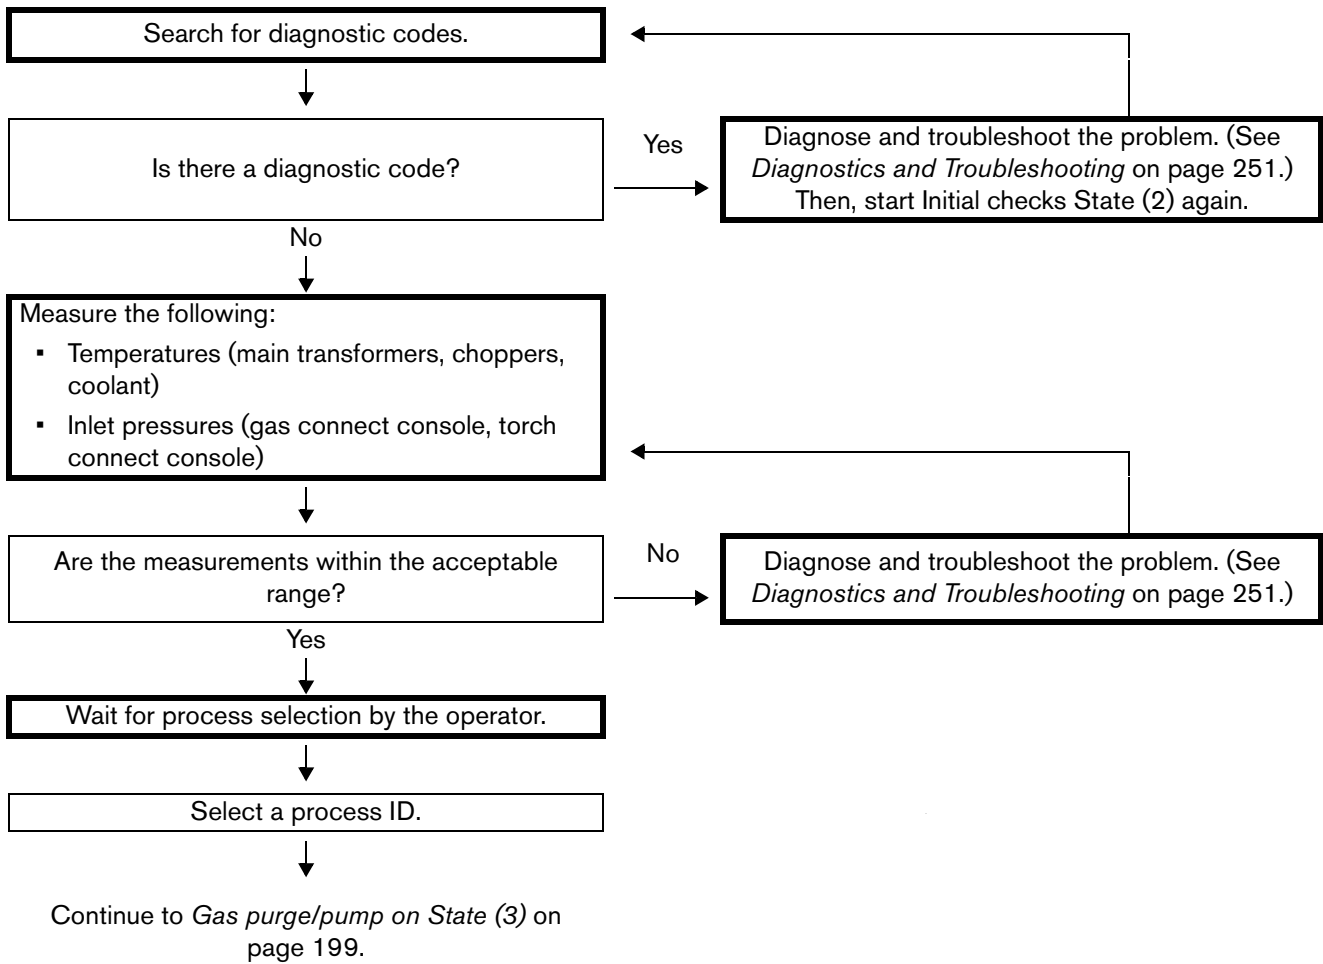 Search for diagnostic codes.
Is there a diagnostic code?
Yes
Diagnose and troubleshoot the problem. (See
Diagnostics and Troubleshooting on page 251.)
Then, start Initial checks State (2) again.
No
Measure the following:
▪ Temperatures (main transformers, choppers,
coolant)
▪ Inlet pressures (gas connect console, torch
connect console)
Are the measurements within the acceptable
range?
No
Diagnose and troubleshoot the problem. (See
Diagnostics and Troubleshooting on page 251.)
Yes
Wait for process selection by the operator.
Select a process ID.
Continue to Gas purge/pump on State (3) on
page 199.